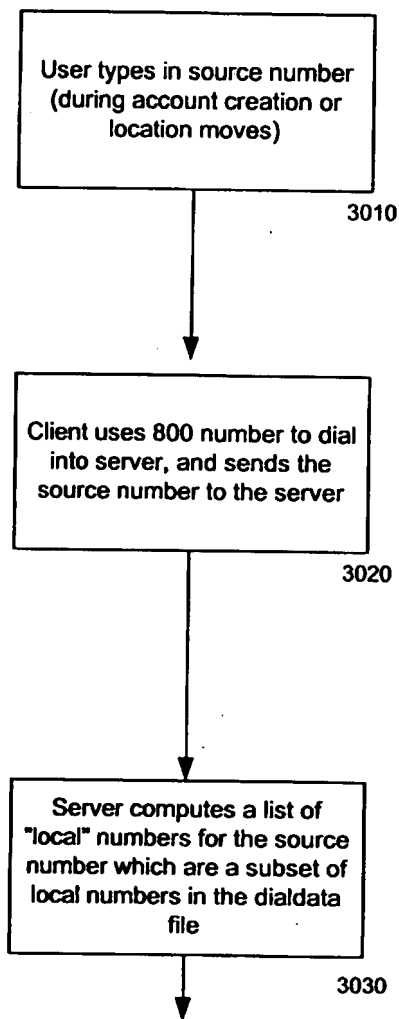 User types in source number
(during account creation or
location moves)
3010
Client uses 800 number to dial
into server, and sends the
source number to the server
3020
Server computes a list of
"local" numbers for the source
number which are a subset of
local numbers in the dialdata
file
3030